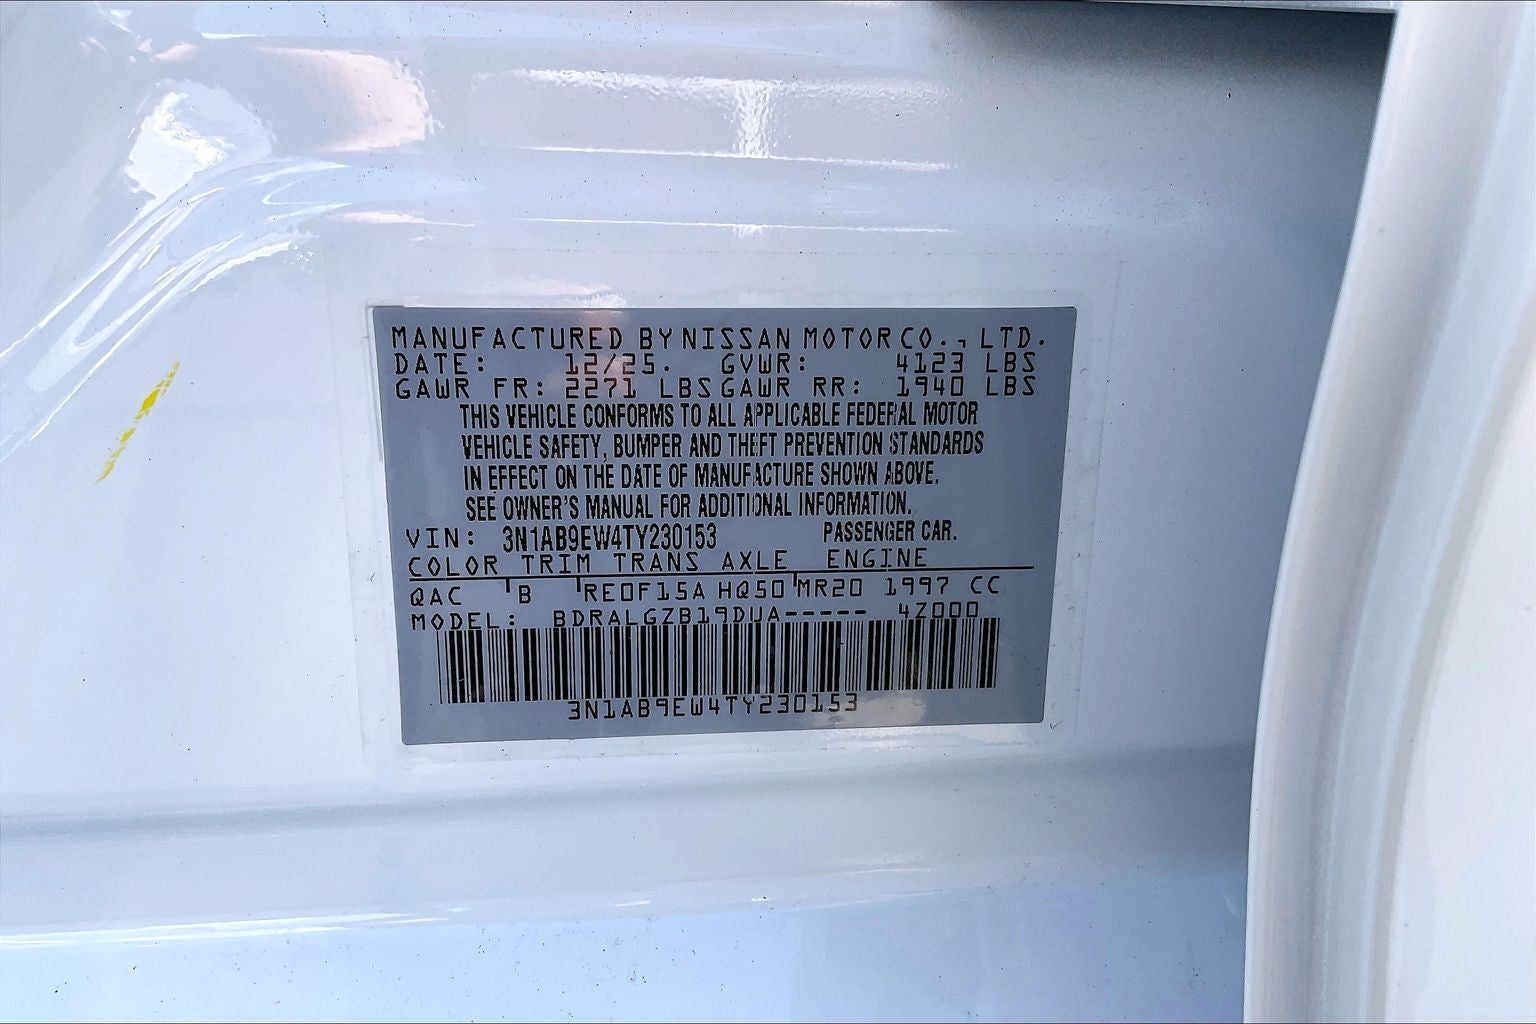 MANUFACTURED BY NISSAN MOTOR CO., LTD.
DATE: 12/25. GVWR: 4123 LBS
GAWR FR: 2271 LBS GAWR RR: 1940 LBS
THIS VEHICLE CONFORMS TO ALL APPLICABLE FEDERAL MOTOR
VEHICLE SAFETY, BUMPER AND THEFT PREVENTION STANDARDS
IN EFFECT ON THE DATE OF MANUFACTURE SHOWN ABOVE.
SEE OWNER'S MANUAL FOR ADDITIONAL INFORMATION.
VIN: 3N1AB9EW4TY230153 PASSENGER CAR.
COLOR TRIM TRANS AXLE ENGINE
QAC B RE0F15A HQ50 MR20 1997 CC
MODEL: BDRALGZB19DUA----- 4Z000
3N1AB9EW4TY230153